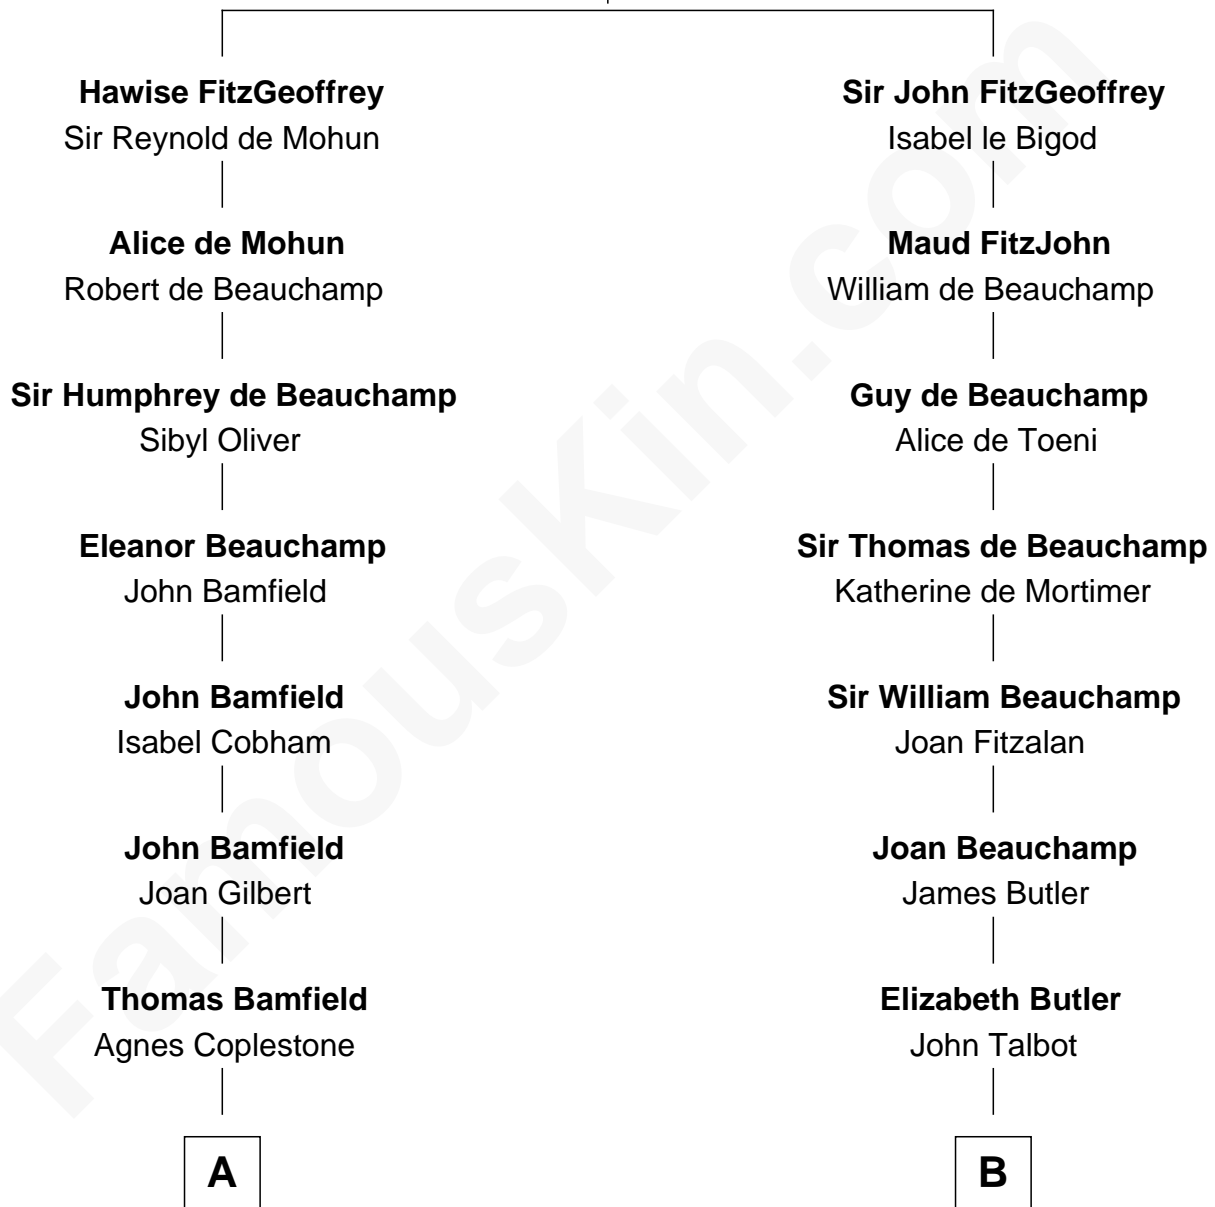 Hawise FitzGeoffrey
Sir Reynold de Mohun
Alice de Mohun
Robert de Beauchamp
Sir Humphrey de Beauchamp
Sibyl Oliver
Eleanor Beauchamp
John Bamfield
John Bamfield
Isabel Cobham
John Bamfield
Joan Gilbert
Thomas Bamfield
Agnes Coplestone
A
Sir John FitzGeoffrey
Isabel le Bigod
Maud FitzJohn
William de Beauchamp
Guy de Beauchamp
Alice de Toeni
Sir Thomas de Beauchamp
Katherine de Mortimer
Sir William Beauchamp
Joan Fitzalan
Joan Beauchamp
James Butler
Elizabeth Butler
John Talbot
B
FamousKin.com